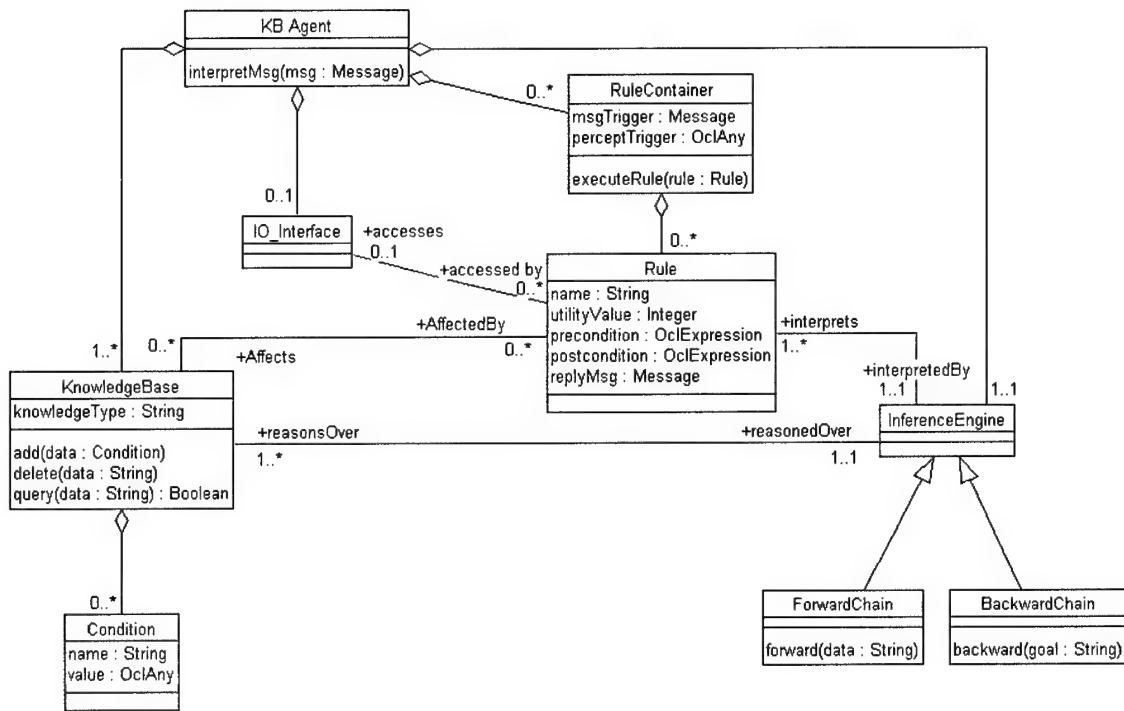 KB Agent
interpretMsg(msg : Message)
0..*
RuleContainer
msgTrigger : Message
perceptTrigger : OclAny
executeRule(rule : Rule)
0..1
IO_Interface
+accesses
0..1
0..*
+accessed by
0..*
Rule
name : String
utilityValue : Integer
precondition : OclExpression
postcondition : OclExpression
replyMsg : Message
+AffectedBy
0..*
+interprets
1..*
1..*
0..*
+Affects
+interpretedBy
1..1
1..1
KnowledgeBase
knowledgeType : String
add(data : Condition)
delete(data : String)
query(data : String) : Boolean
+reasonsOver
1..*
+reasonedOver
1..1
InferenceEngine
0..*
Condition
name : String
value : OclAny
ForwardChain
forward(data : String)
BackwardChain
backward(goal : String)